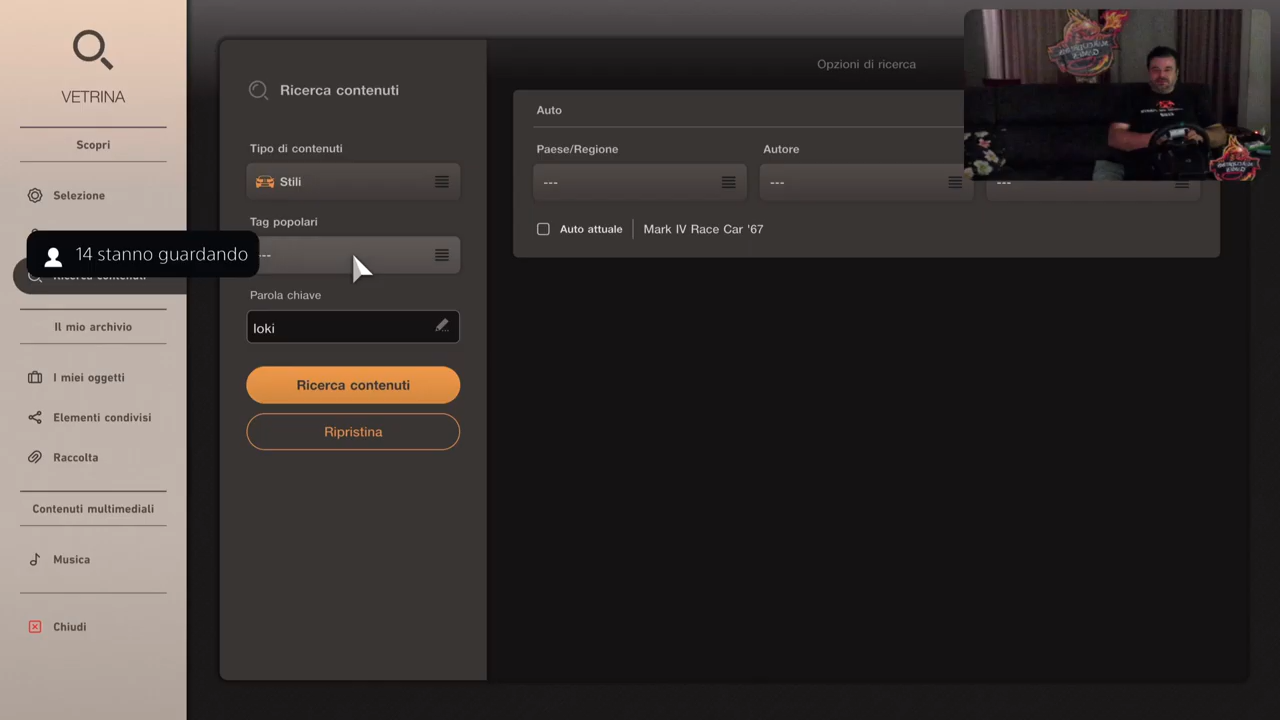 VETRINA
Scopri
Selezione
14 stanno guardando
Ricerca contenuti
Il mio archivio
I miei oggetti
Elementi condivisi
Raccolta
Contenuti multimediali
Musica
Chiudi
Ricerca contenuti
Tipo di contenuti
Stili
Tag popolari
---
Parola chiave
loki
Ricerca contenuti
Ripristina
Opzioni di ricerca
Auto
Paese/Regione
Autore
---
---
---
Auto attuale
Mark IV Race Car '67